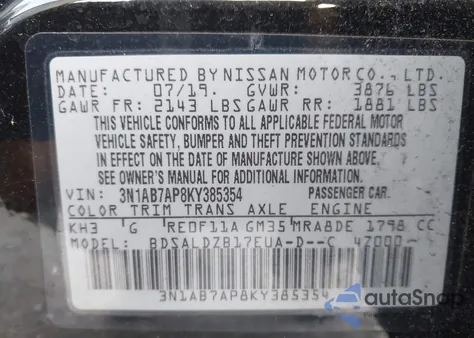 MANUFACTURED BY NISSAN MOTOR CO., LTD.
DATE: 07/19. GVWR: 3876 LBS
GAWR FR: 2143 LBS GAWR RR: 1881 LBS
THIS VEHICLE CONFORMS TO ALL APPLICABLE FEDERAL MOTOR
VEHICLE SAFETY, BUMPER AND THEFT PREVENTION STANDARDS
IN EFFECT ON THE DATE OF MANUFACTURE SHOWN ABOVE.
SEE OWNER'S MANUAL FOR ADDITIONAL INFORMATION.
VIN: 3N1AB7AP8KY385354 PASSENGER CAR.
COLOR TRIM TRANS AXLE ENGINE
KH3 G RE0F11A GM35 MRA8DE 1798 CC
MODEL: BDSALDZB17EUA-D--C 42000-
3N1AB7AP8KY385354
autoSnap